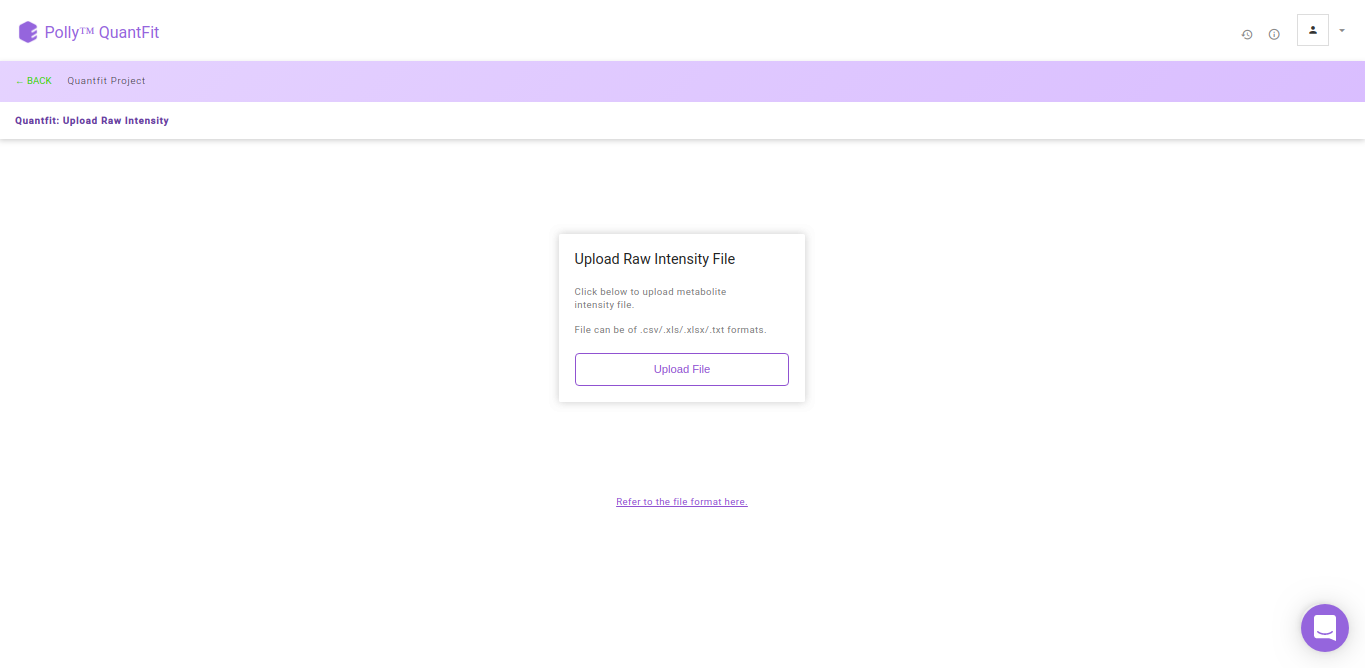 Polly™ QuantFit
← BACK Quantfit Project
Quantfit: Upload Raw Intensity
Upload Raw Intensity File
Click below to upload metabolite
intensity file.
File can be of .csv/.xls/.xlsx/.txt formats.
Upload File
Refer to the file format here.